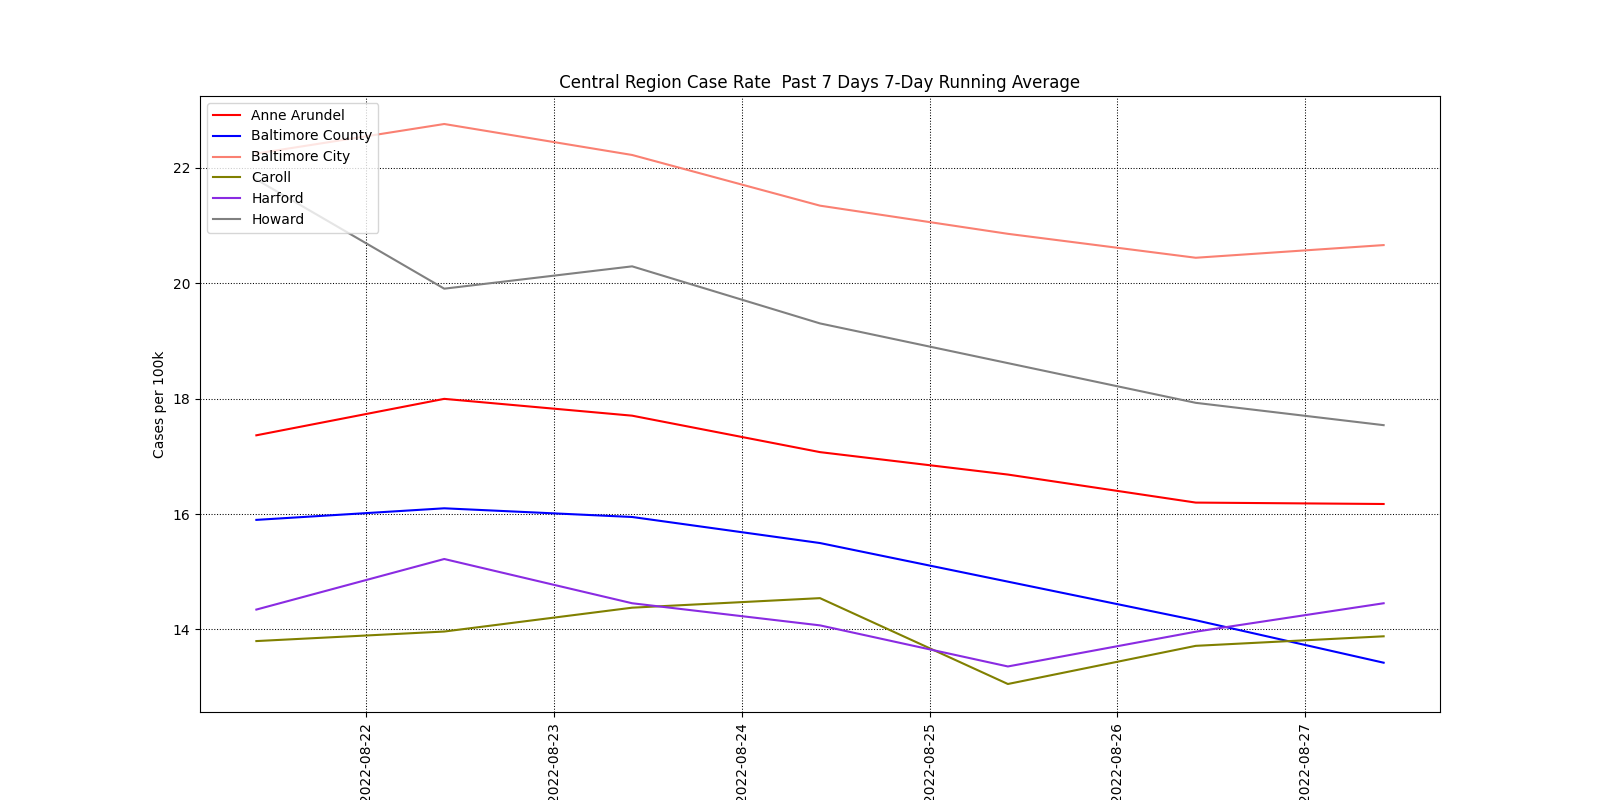 Central Region Case Rate  Past 7 Days 7-Day Running Average
Anne Arundel
Baltimore County
Baltimore City
Caroll
Harford
Howard
Cases per 100k
22
20
18
16
14
2022-08-22
2022-08-23
2022-08-24
2022-08-25
2022-08-26
2022-08-27